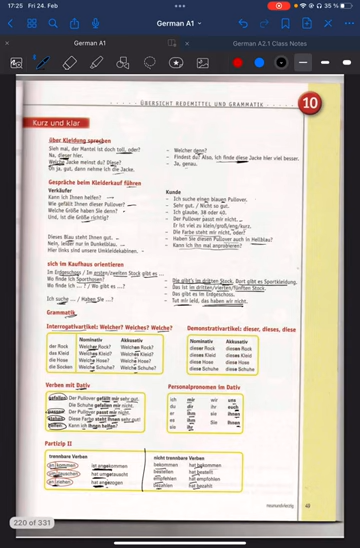 17:25 Fri 24. Feb
35 %
German A1
German A1
German A2.1 Class Notes
ÜBERSICHT REDEMITTEL UND GRAMMATIK
10
Kurz und klar
über Kleidung sprechen
Sieh mal, der Mantel ist doch toll, oder?
Na, dieser hier.
Welche Jacke meinst du? Diese?
Oh ja, gut, dann nehme ich die Jacke.
- Welcher denn?
- Findest du? Also, ich finde diese Jacke hier viel besser.
- Ja, genau.
Gespräche beim Kleiderkauf führen
Verkäufer
Kann ich Ihnen helfen?
Wie gefällt Ihnen dieser Pullover?
Welche Größe haben Sie denn?
Und, ist die Größe richtig?
Dieses Blau steht Ihnen gut.
Nein, leider nur in Dunkelblau.
Hier links sind unsere Umkleidekabinen.
Kunde
- Ich suche einen blauen Pullover.
- Sehr gut. / Nicht so gut.
- Ich glaube, 38 oder 40.
- Der Pullover passt mir nicht.
Er ist viel zu klein/groß/eng/kurz.
- Die Farbe steht mir nicht, oder?
- Haben Sie diesen Pullover auch in Hellblau?
- Kann ich ihn mal anprobieren?
sich im Kaufhaus orientieren
Im Erdgeschoss / Im ersten/zweiten Stock gibt es ...
Wo finde ich Sporthosen?
Wo finde ich ... ? / Wo gibt es ... ?
Ich suche ... / Haben Sie ... ?
- Die gibt's im dritten Stock. Dort gibt es Sportkleidung.
- Das ist im dritten/vierten/fünften Stock.
- Das gibt es im Erdgeschoss.
- Tut mir leid, das haben wir nicht.
Grammatik
Interrogativartikel: Welcher? Welches? Welche?
Nominativ Akkusativ
der Rock Welcher Rock? Welchen Rock?
das Kleid Welches Kleid? Welches Kleid?
die Hose Welche Hose? Welche Hose?
die Socken Welche Schuhe? Welche Schuhe?
Demonstrativartikel: dieser, dieses, diese
Nominativ Akkusativ
dieser Rock diesen Rock
dieses Kleid dieses Kleid
diese Hose diese Hose
diese Schuhe diese Schuhe
Verben mit Dativ
gefallen: Der Pullover gefällt mir sehr gut.
Die Schuhe gefallen mir nicht.
passen: Der Pullover passt mir nicht.
stehen: Diese Farbe steht Ihnen sehr gut!
helfen: Kann ich Ihnen helfen?
Personalpronomen im Dativ
ich mir wir uns
du dir ihr euch
er ihm sie ihnen
es ihm Sie Ihnen
sie ihr
Partizip II
trennbare Verben
ankommen ist angekommen
umtauschen hat umgetauscht
anziehen hat angezogen
nicht trennbare Verben
bekommen hat bekommen
bestellen hat bestellt
empfehlen hat empfohlen
bezahlen hat bezahlt
220 of 331